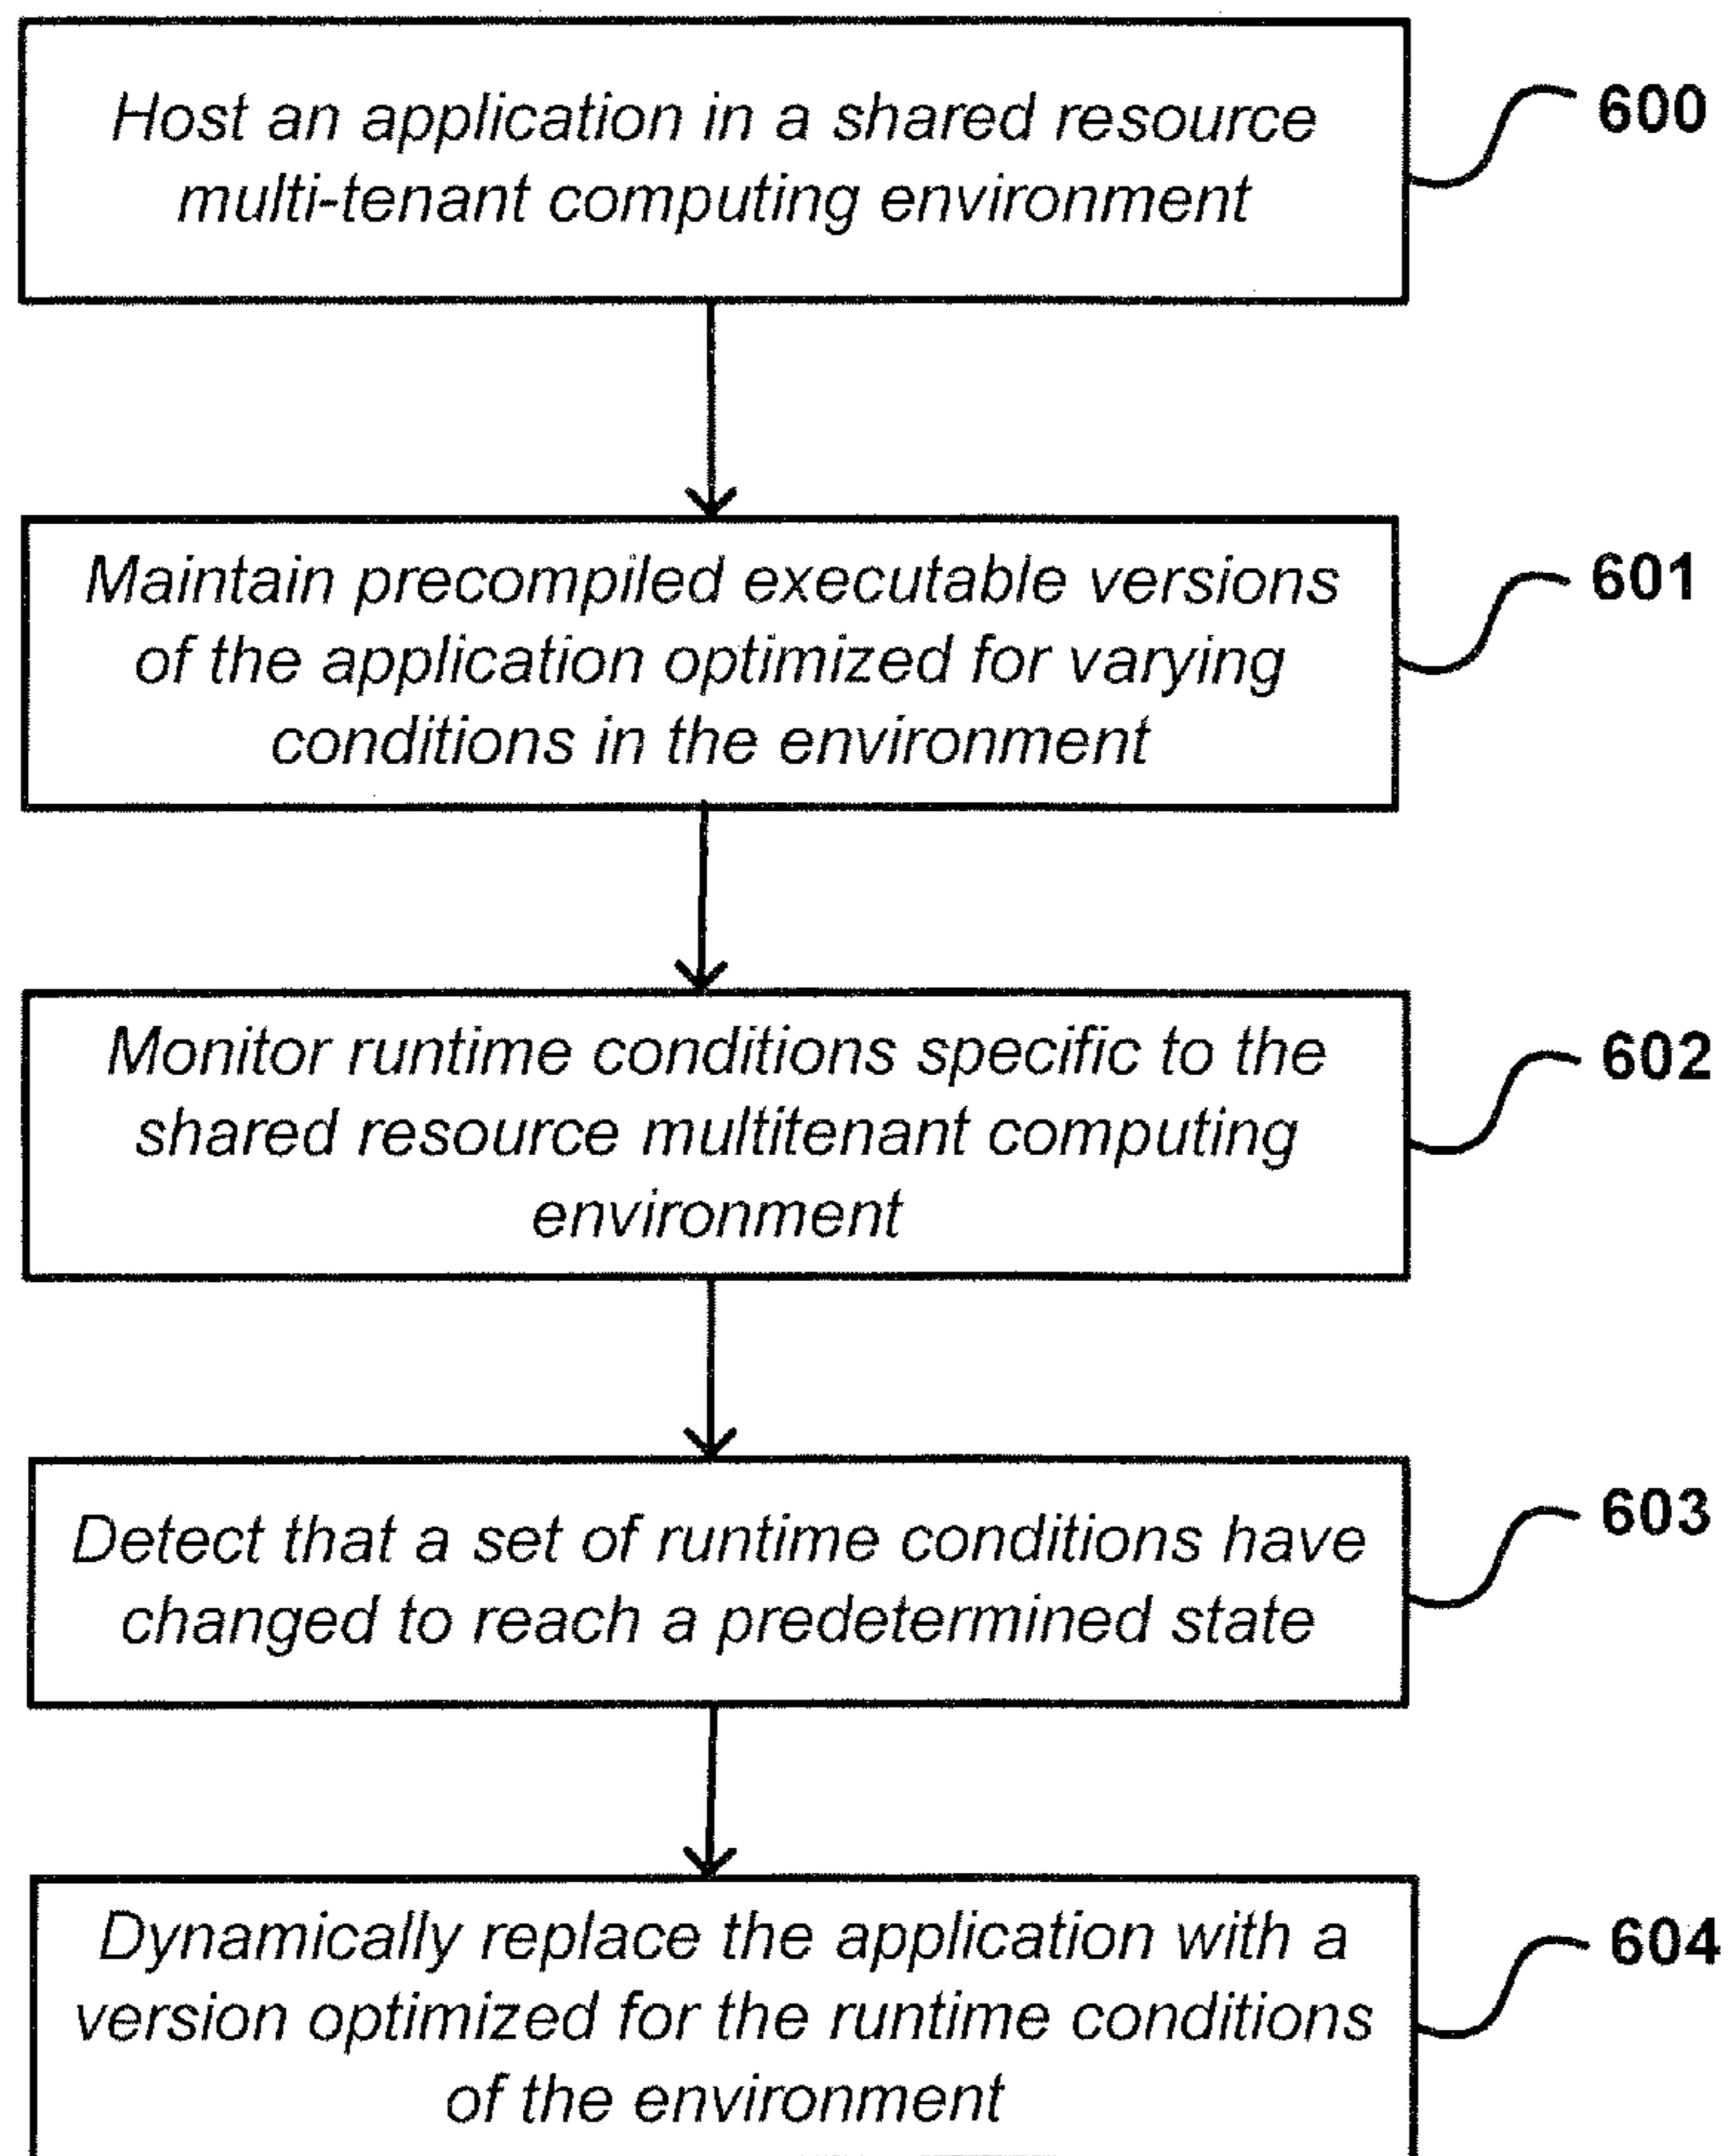 Host an application in a shared resource
multi-tenant computing environment
600
Maintain precompiled executable versions
of the application optimized for varying
conditions in the environment
601
Monitor runtime conditions specific to the
shared resource multitenant computing
environment
602
Detect that a set of runtime conditions have
changed to reach a predetermined state
603
Dynamically replace the application with a
version optimized for the runtime conditions
of the environment
604